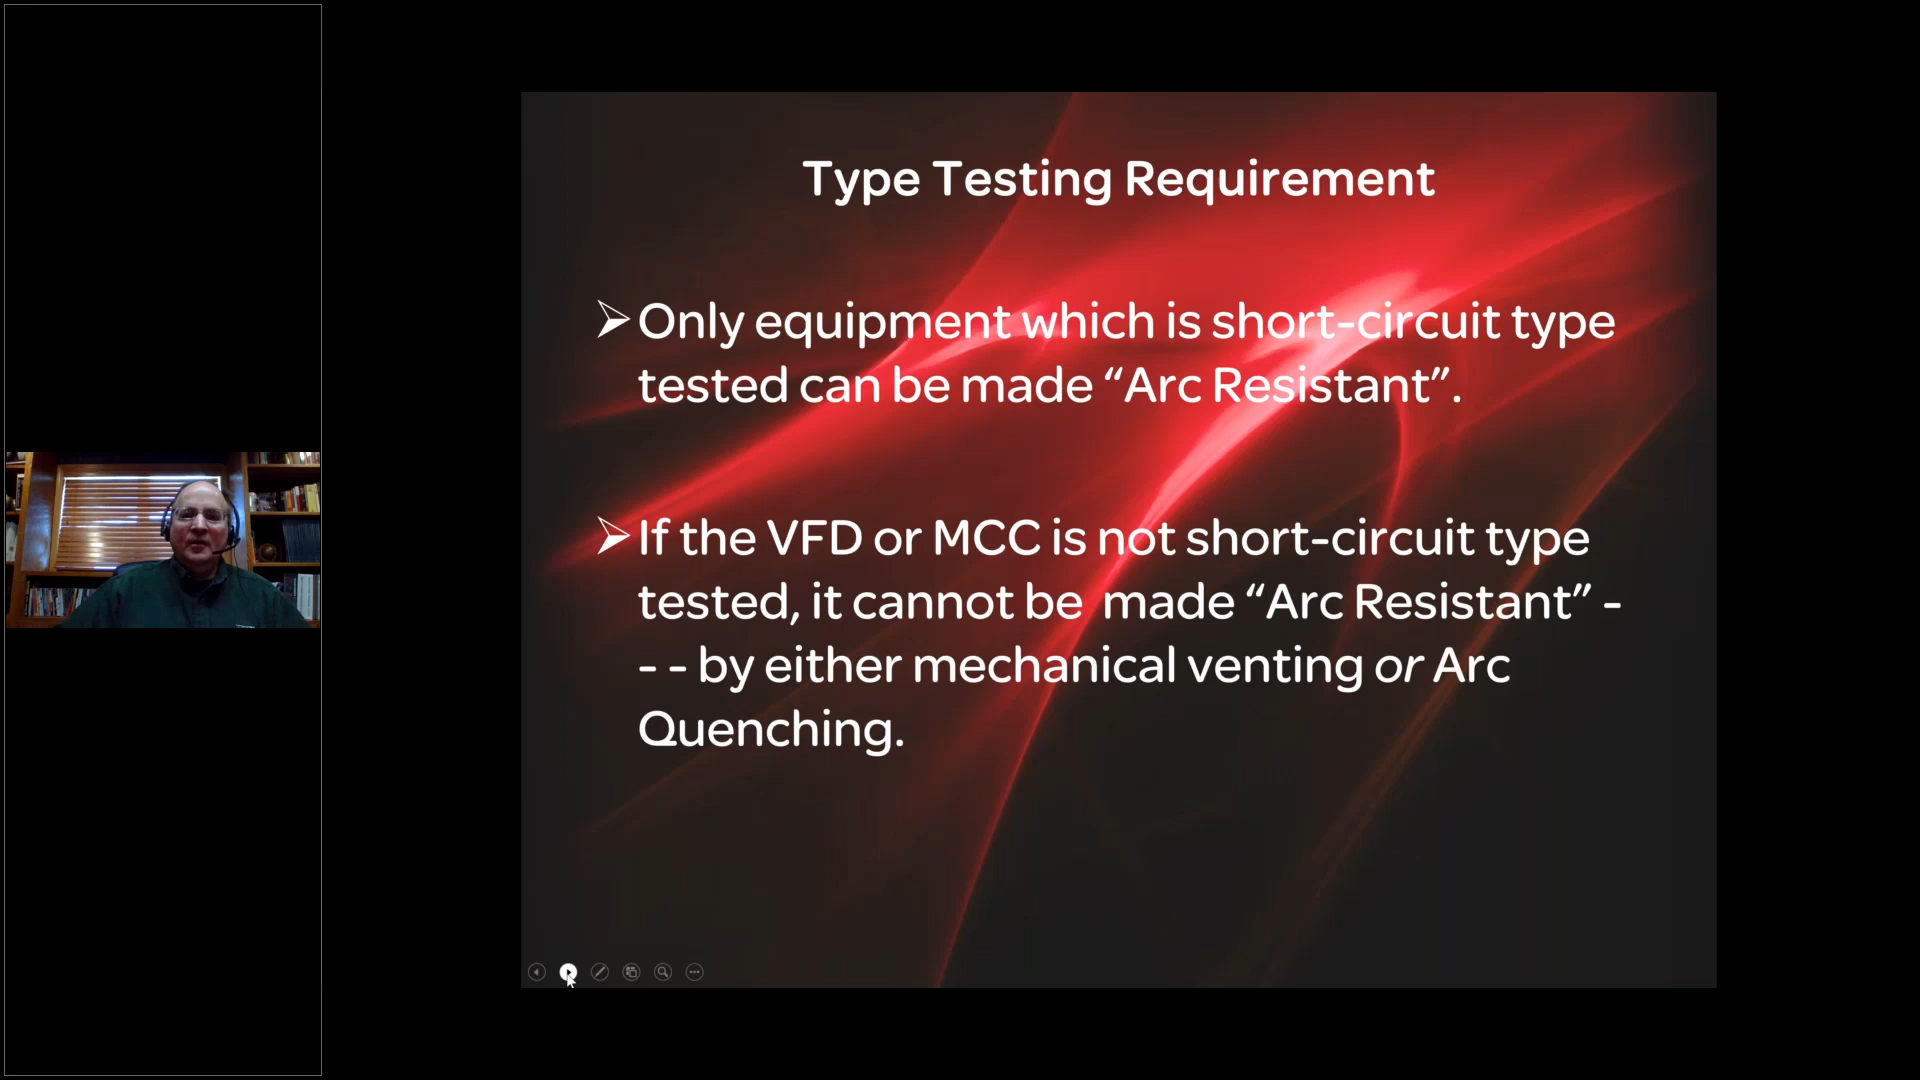 Type Testing Requirement
Only equipment which is short-circuit type
tested can be made “Arc Resistant”.
If the VFD or MCC is not short-circuit type
tested, it cannot be  made “Arc Resistant” -
- - by either mechanical venting or Arc
Quenching.